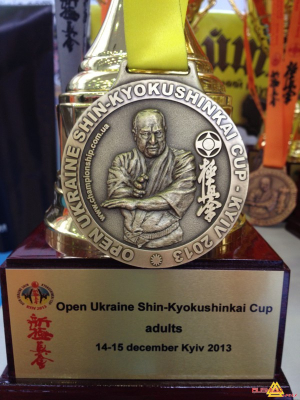 OPEN UKRAINE SHIN-KYOKUSHINKAI CUP - KYIV 2013
www.championship.com.ua
極真拳
Open Ukraine Shin-Kyokushinkai Cup
adults
14-15 december Kyiv 2013